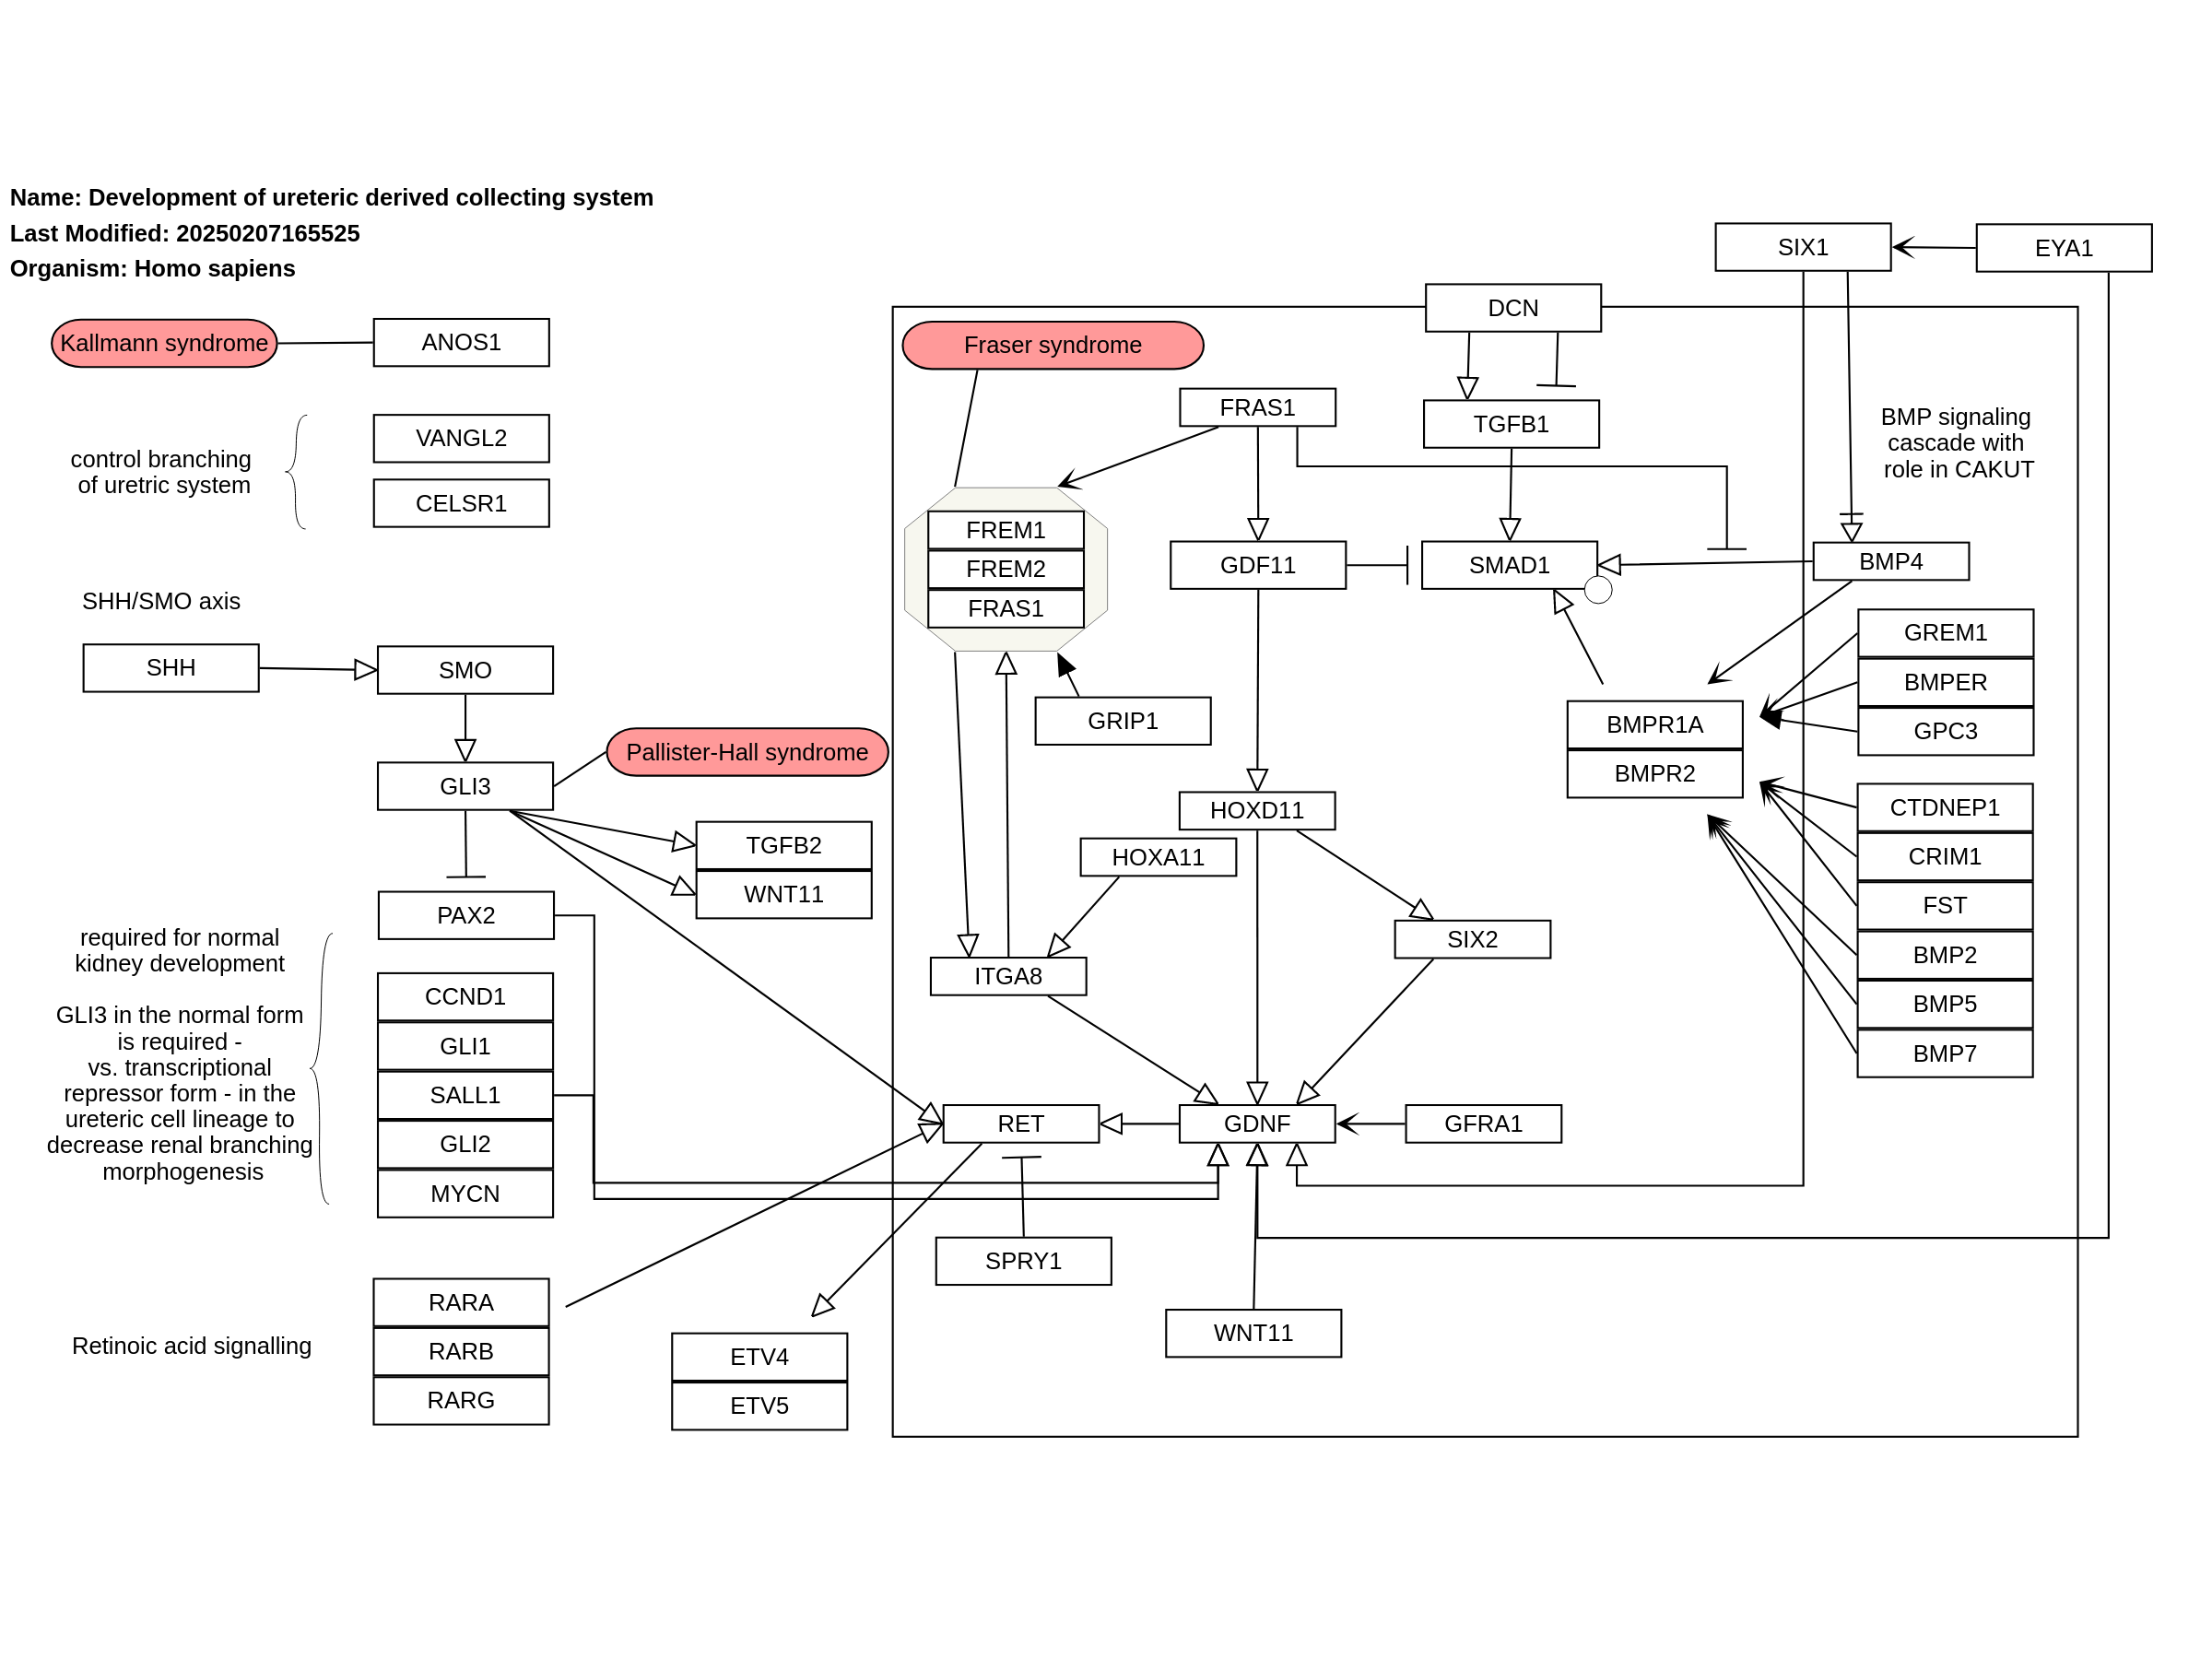 Name: Development of ureteric derived collecting system
Last Modified: 20250207165525
Organism: Homo sapiens
Kallmann syndrome
ANOS1
control branching
of uretric system
VANGL2
CELSR1
SHH/SMO axis
SHH
SMO
GLI3
Pallister-Hall syndrome
TGFB2
WNT11
PAX2
required for normal
kidney development
GLI3 in the normal form
is required -
vs. transcriptional
repressor form - in the
ureteric cell lineage to
decrease renal branching
morphogenesis
CCND1
GLI1
SALL1
GLI2
MYCN
Retinoic acid signalling
RARA
RARB
RARG
ETV4
ETV5
Fraser syndrome
FRAS1
FREM1
FREM2
FRAS1
GRIP1
DCN
TGFB1
GDF11
SMAD1
HOXD11
HOXA11
SIX2
ITGA8
RET
GDNF
GFRA1
SPRY1
WNT11
SIX1
EYA1
BMP signaling
cascade with
role in CAKUT
BMP4
BMPR1A
BMPR2
GREM1
BMPER
GPC3
CTDNEP1
CRIM1
FST
BMP2
BMP5
BMP7